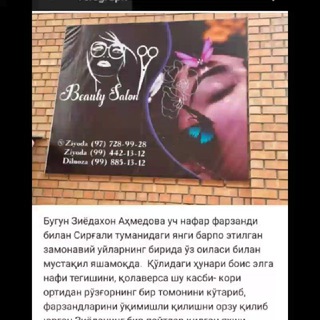 Beauty Salon
Ziyoda (97) 728-99-28
Ziyoda (99) 442-13-12
Dilnoza (99) 885-13-12
Бугун Зиёдахон Аҳмедова уч нафар фарзанди
билан Сирғали туманидаги янги барпо этилган
замонавий уйларнинг бирида ўз оиласи билан
мустақил яшамоқда. Қўлидаги ҳунари боис элга
нафи тегишини, қолаверса шу касб- кори
ортидан рўзғорнинг бир томонини кўтариб,
фарзандларини ўқимишли қилишни орзу қилиб